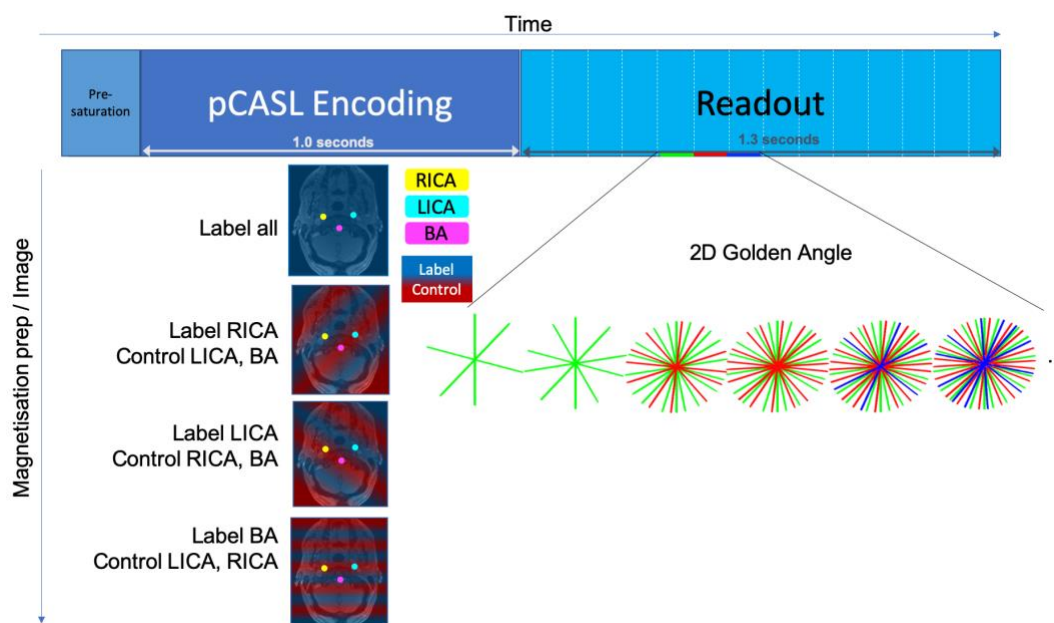 Time
Pre-
saturation
pCASL Encoding
1.0 seconds
Readout
1.3 seconds
Magnetisation prep / Image
Label all
RICA
LICA
BA
Label
Control
2D Golden Angle
Label RICA
Control LICA, BA
Label LICA
Control RICA, BA
Label BA
Control LICA, RICA